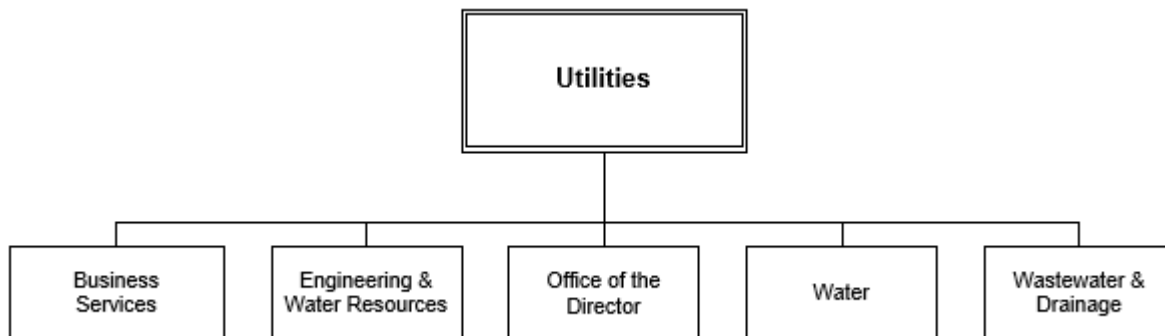 Utilities
Business
Services
Engineering &
Water Resources
Office of the
Director
Water
Wastewater &
Drainage